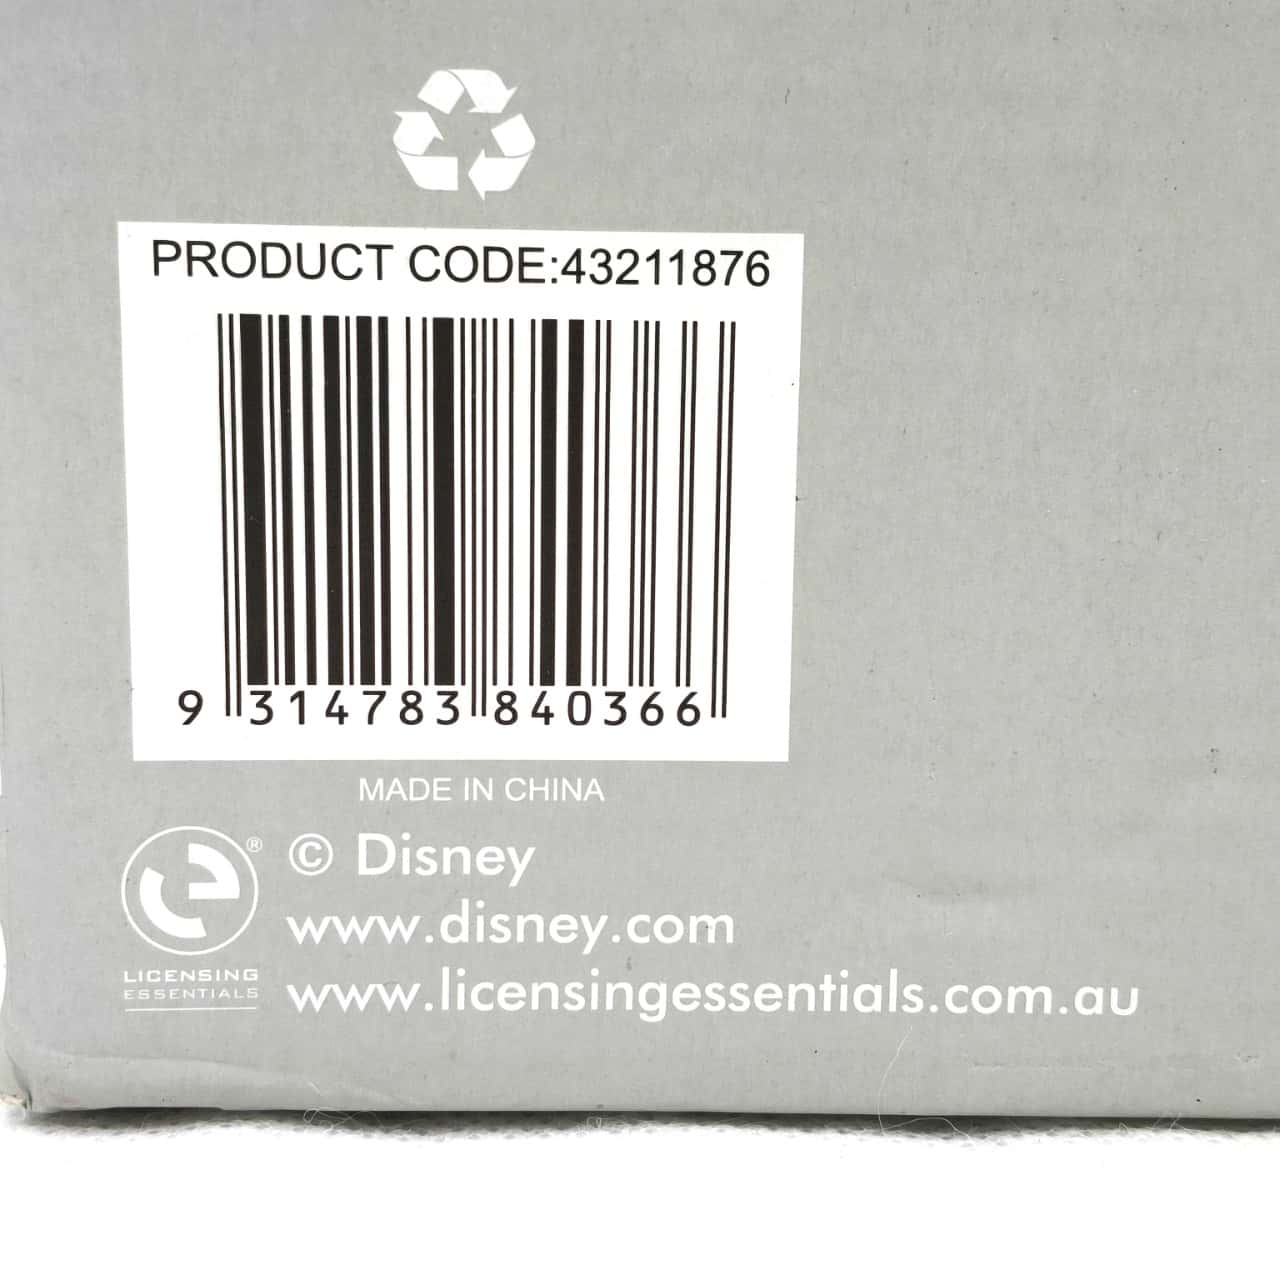 PRODUCT CODE:43211876
9 314783 840366
MADE IN CHINA
® © Disney
www.disney.com
LICENSING
ESSENTIALS
www.licensingessentials.com.au